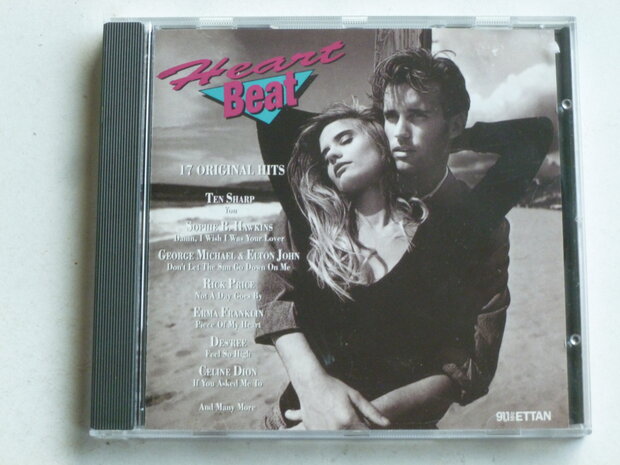 Heart
Beat
17 ORIGINAL HITS
TEN SHARP
You
SOPHIE B. HAWKINS
Damn, I Wish I Was Your Lover
GEORGE MICHAEL & ELTON JOHN
Don't Let The Sun Go Down On Me
RICK PRICE
Not A Day Goes By
ERMA FRANKLIN
Piece Of My Heart
DES'REE
Feel So High
CELINE DION
If You Asked Me To
And Many More
ETTAN